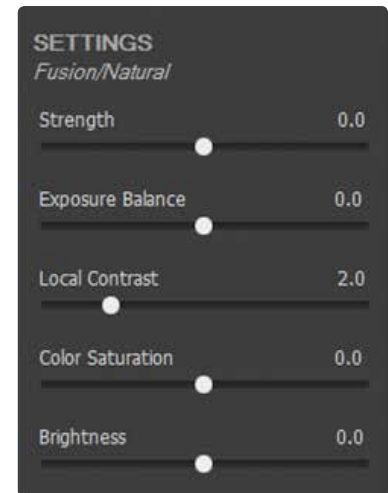 SETTINGS
Fusion/Natural
Strength 0.0
Exposure Balance 0.0
Local Contrast 2.0
Color Saturation 0.0
Brightness 0.0